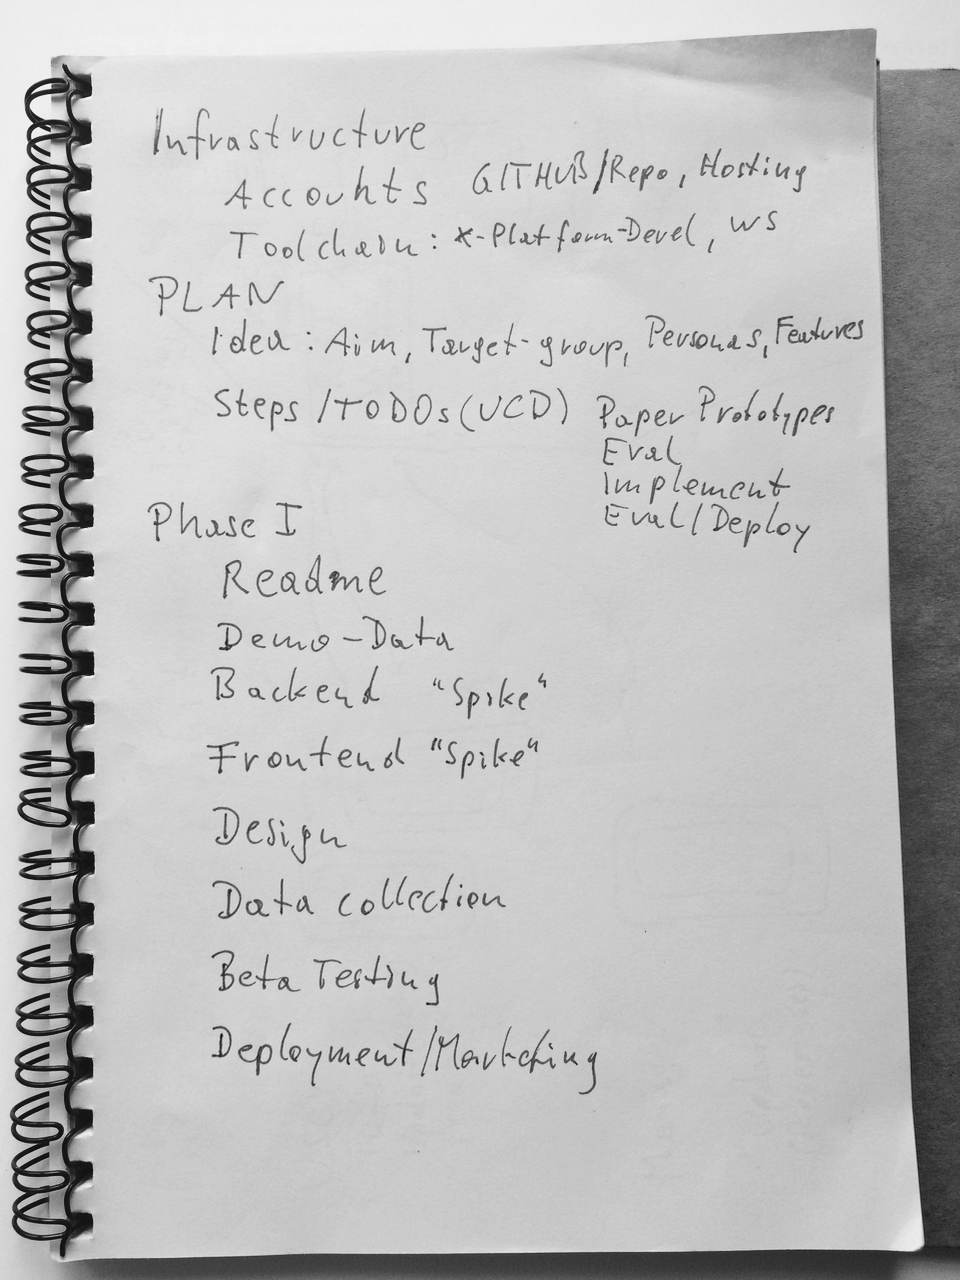 Infrastructure
Accounts GITHUB/Repo, Hosting
Toolchain: X-Platform-Devel, WS
PLAN
Idea: Aim, Target-group, Personas, Features
Steps/TODOs (UCD) Paper Prototypes
Eval
Implement
Eval/Deploy
Phase I
Readme
Demo-Data
Backend "Spike"
Frontend "Spike"
Design
Data collection
Beta Testing
Deployment/Marketing